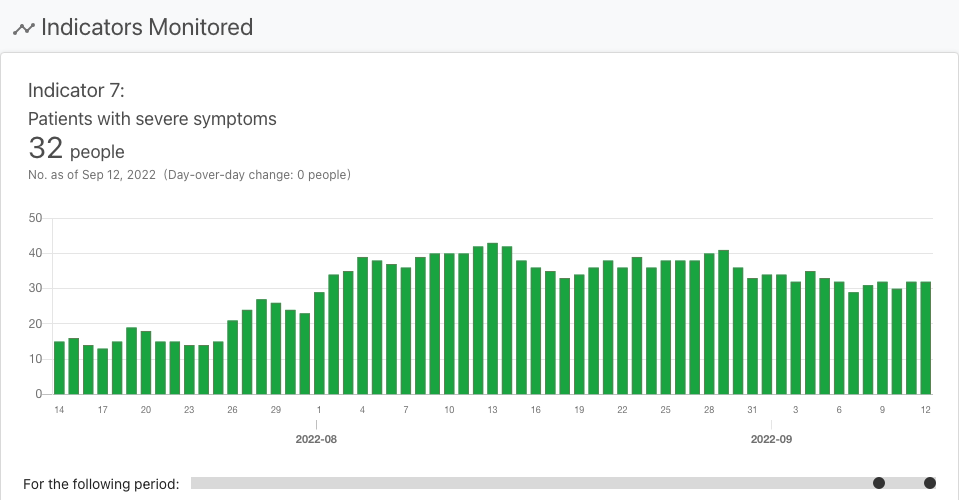 Indicators Monitored
Indicator 7:
Patients with severe symptoms
32 people
No. as of Sep 12, 2022 (Day-over-day change: 0 people)
50
40
30
20
10
0
14 17 20 23 26 29 1 4 7 10 13 16 19 22 25 28 31 3 6 9 12
2022-08 2022-09
For the following period: